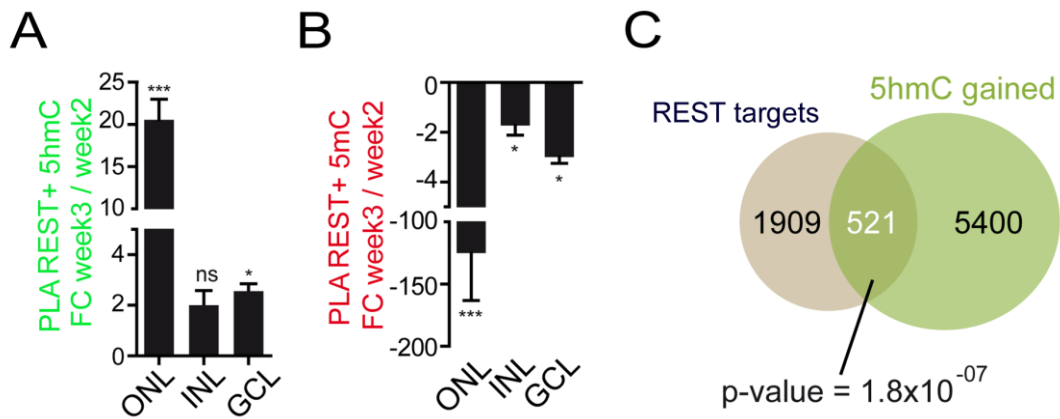 A
PLA REST+ 5hmC
FC week3 / week2
25
20
15
10
6
4
2
0
***
ns
*
ONL
INL
GCL
B
PLA REST+ 5mC
FC week3 / week2
0
-2
-4
-100
-150
-200
***
*
*
ONL
INL
GCL
C
REST targets
5hmC gained
1909
521
5400
p-value = 1.8x10-07